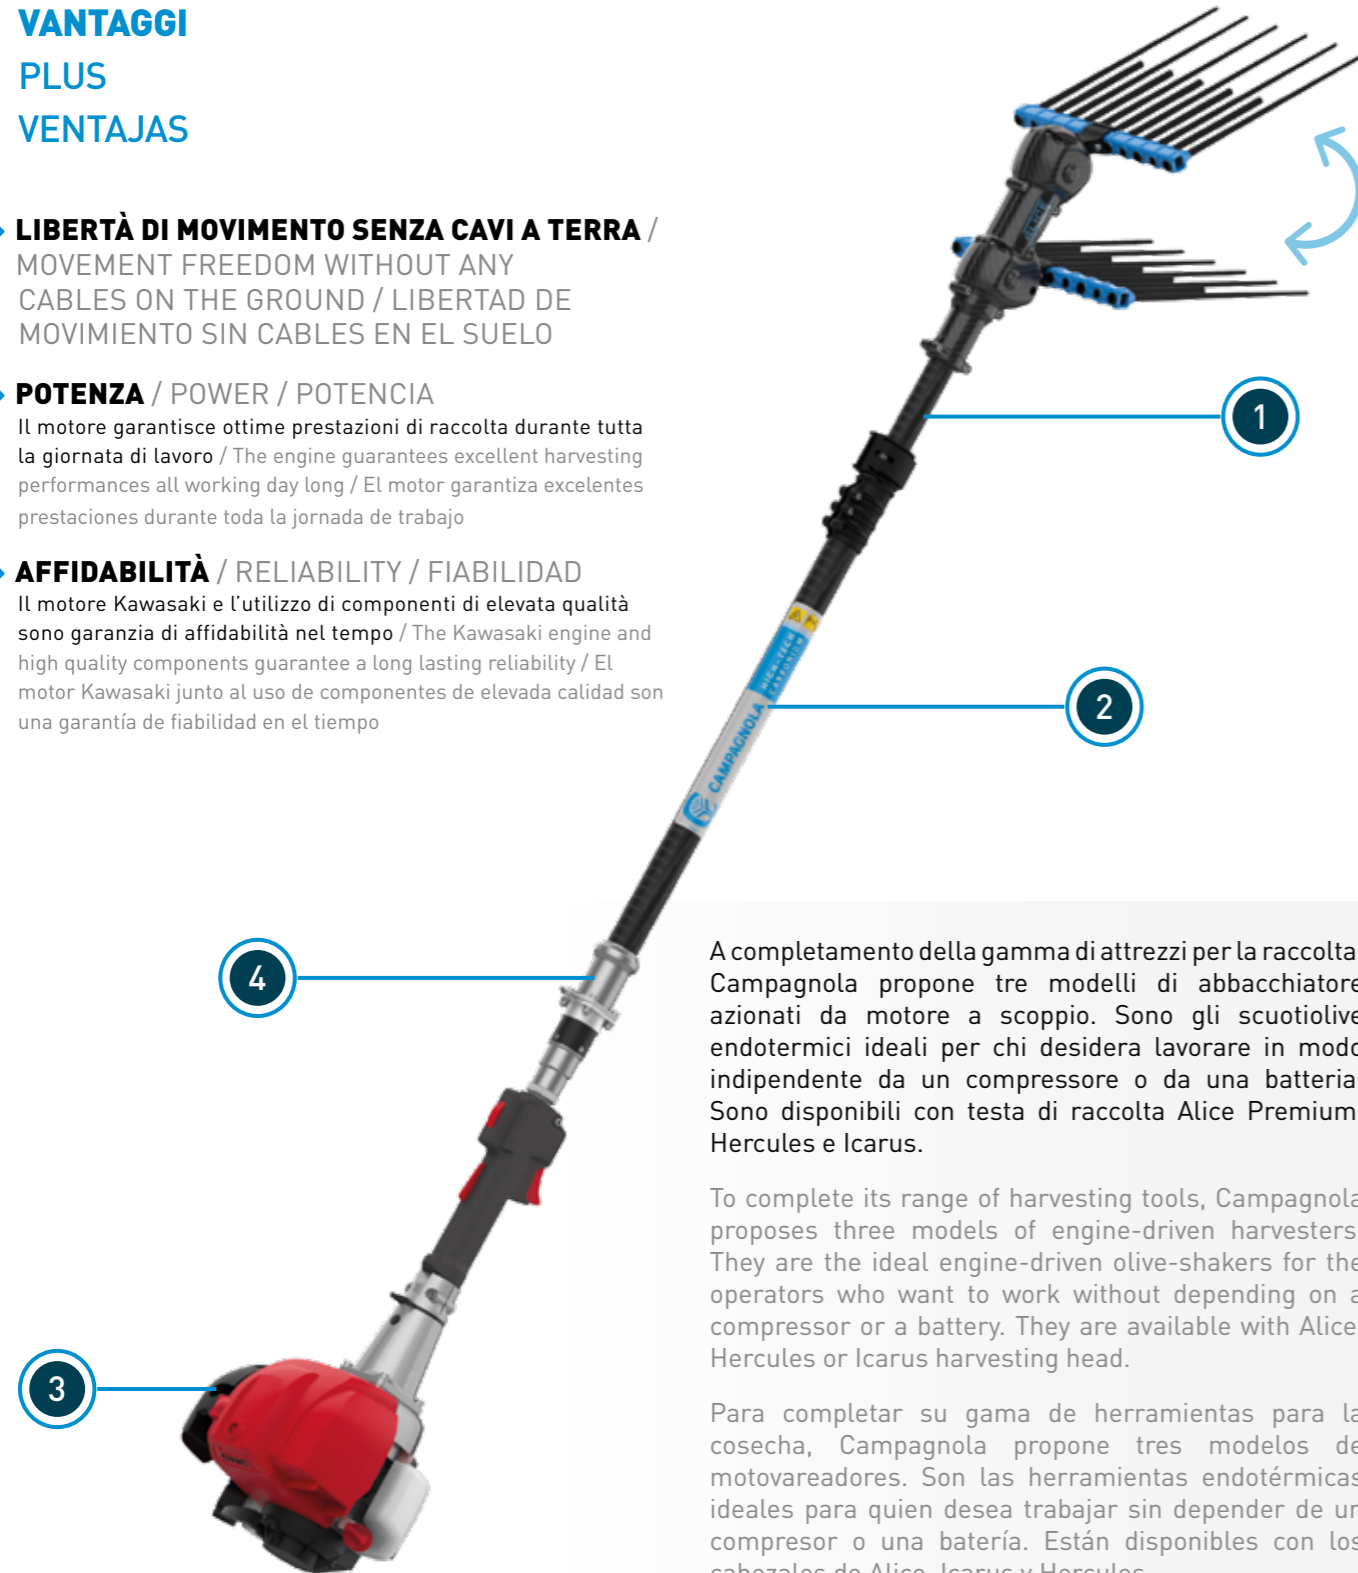 VANTAGGI
PLUS
VENTAJAS
LIBERTÀ DI MOVIMENTO SENZA CAVI A TERRA /
MOVEMENT FREEDOM WITHOUT ANY
CABLES ON THE GROUND / LIBERTAD DE
MOVIMIENTO SIN CABLES EN EL SUELO
POTENZA / POWER / POTENCIA
Il motore garantisce ottime prestazioni di raccolta durante tutta
la giornata di lavoro / The engine guarantees excellent harvesting
performances all working day long / El motor garantiza excelentes
prestaciones durante toda la jornada de trabajo
AFFIDABILITÀ / RELIABILITY / FIABILIDAD
Il motore Kawasaki e l'utilizzo di componenti di elevata qualità
sono garanzia di affidabilità nel tempo / The Kawasaki engine and
high quality components guarantee a long lasting reliability / El
motor Kawasaki junto al uso de componentes de elevada calidad son
una garantía de fiabilidad en el tiempo
ALICE
1
HIGH-TECH
CARBONIUM
CAMPAGNOLA
2
4
3
A completamento della gamma di attrezzi per la raccolta
Campagnola propone tre modelli di abbacchiatore
azionati da motore a scoppio. Sono gli scuotiolive
endotermici ideali per chi desidera lavorare in modo
indipendente da un compressore o da una batteria
Sono disponibili con testa di raccolta Alice Premium
Hercules e Icarus.
To complete its range of harvesting tools, Campagnola
proposes three models of engine-driven harvesters
They are the ideal engine-driven olive-shakers for the
operators who want to work without depending on a
compressor or a battery. They are available with Alice
Hercules or Icarus harvesting head.
Para completar su gama de herramientas para la
cosecha, Campagnola propone tres modelos de
motovareadores. Son las herramientas endotérmicas
ideales para quien desea trabajar sin depender de un
compresor o una batería. Están disponibles con los
cabezales de Alice, Icarus y Hercules